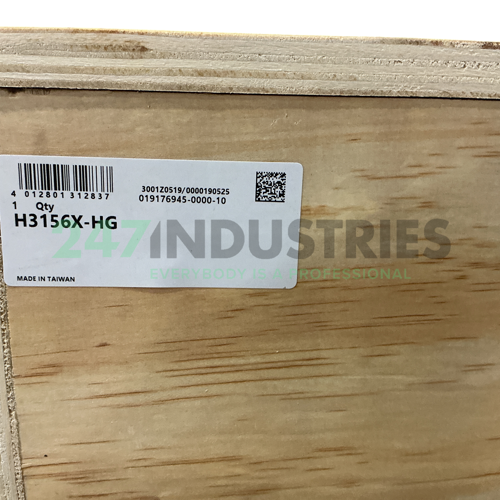 4 012801 312837
1 Qty
H3156X-HG
3001Z0519/0000190525
019176945-0000-10
247INDUSTRIES
EVERYBODY IS A PROFESSIONAL
MADE IN TAIWAN